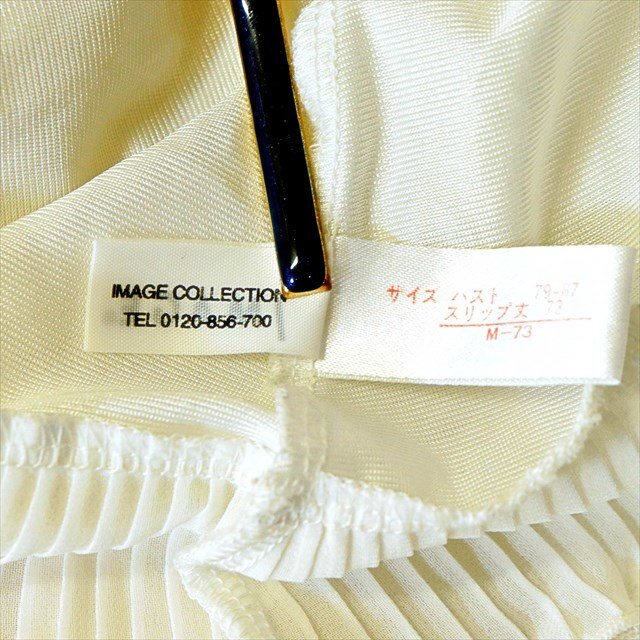 IMAGE COLLECTION
TEL 0120-856-700
サイズ バスト 79-87
スリップ丈 73
M-73